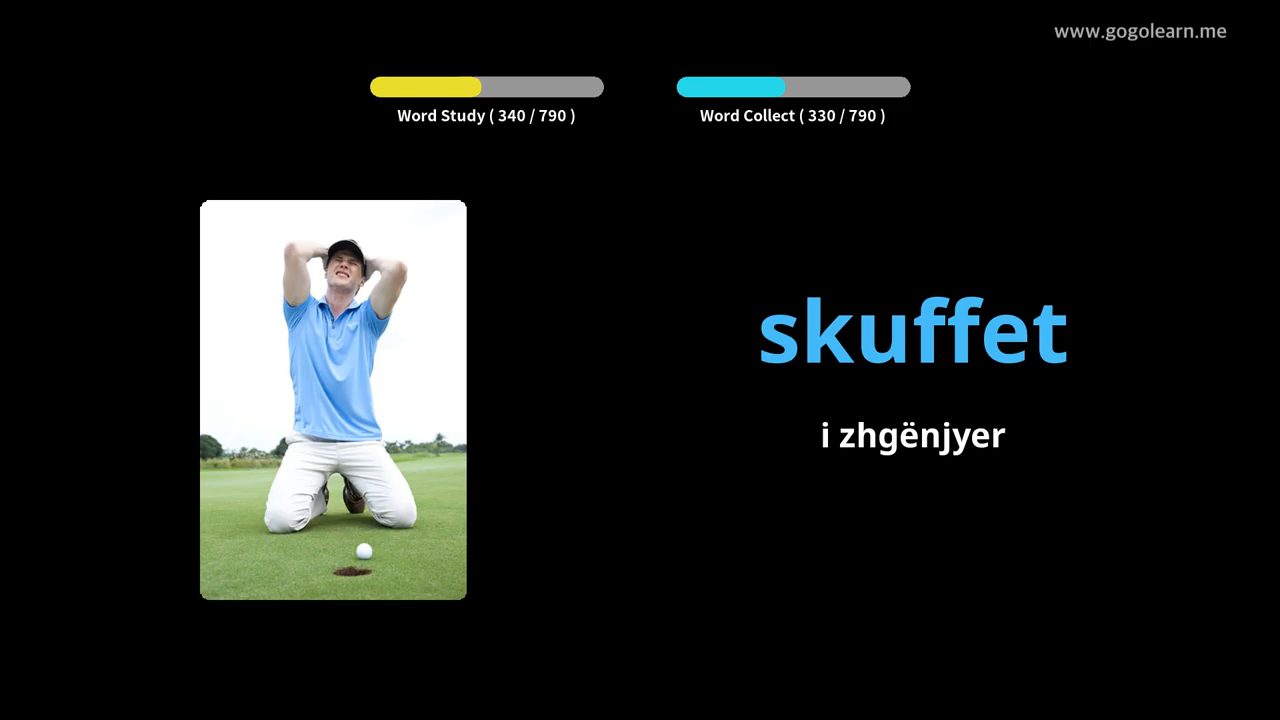 www.gogolearn.me
Word Study ( 340 / 790 )
Word Collect ( 330 / 790 )
skuffet
i zhgënjyer